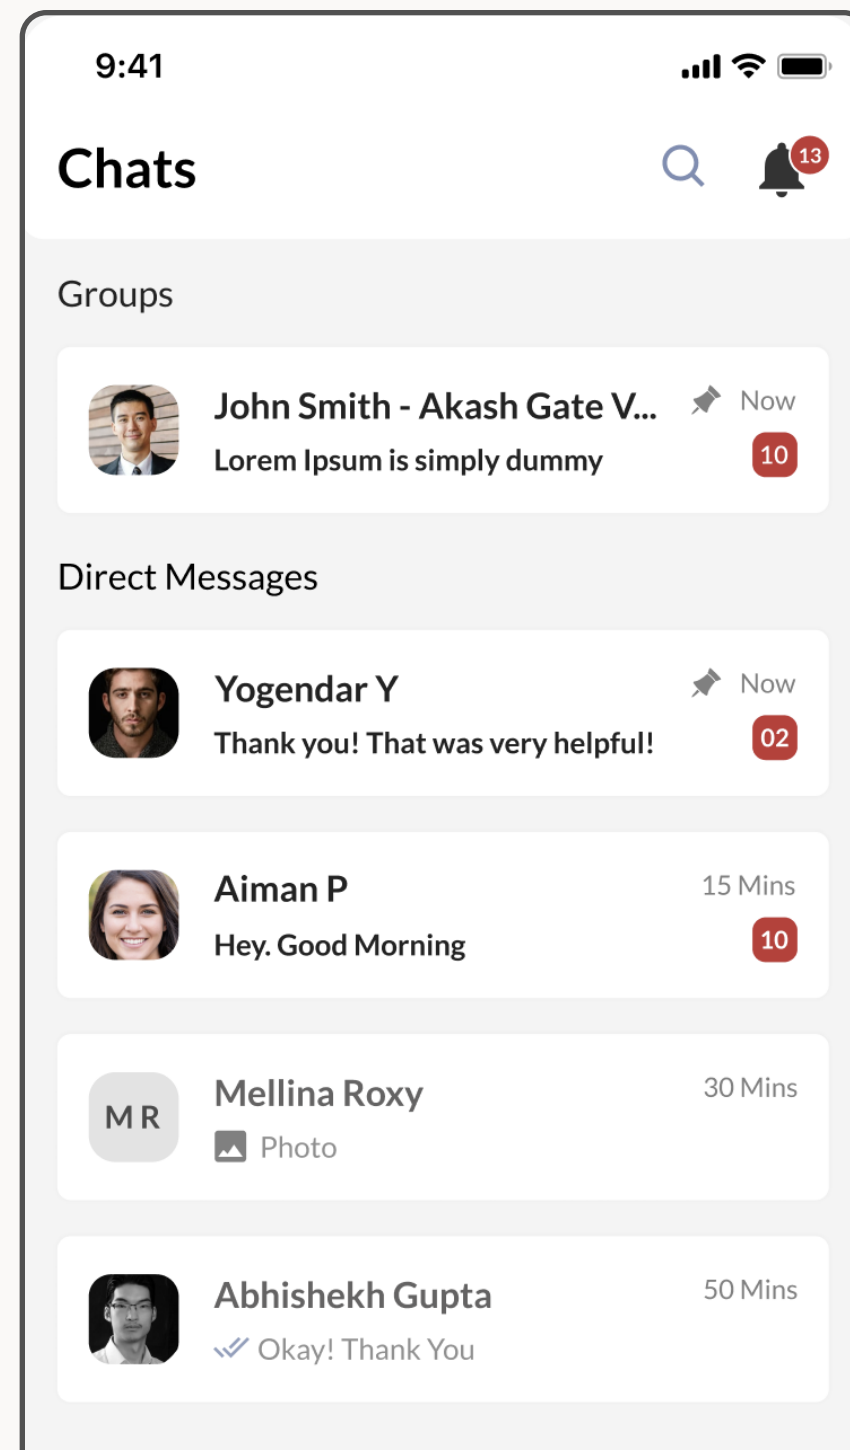 9:41
Chats
13
Groups
John Smith - Akash Gate V...
Now
Lorem Ipsum is simply dummy
10
Direct Messages
Yogendar Y
Now
Thank you! That was very helpful!
02
Aiman P
15 Mins
Hey. Good Morning
10
M R
Mellina Roxy
30 Mins
Photo
Abhishekh Gupta
50 Mins
Okay! Thank You